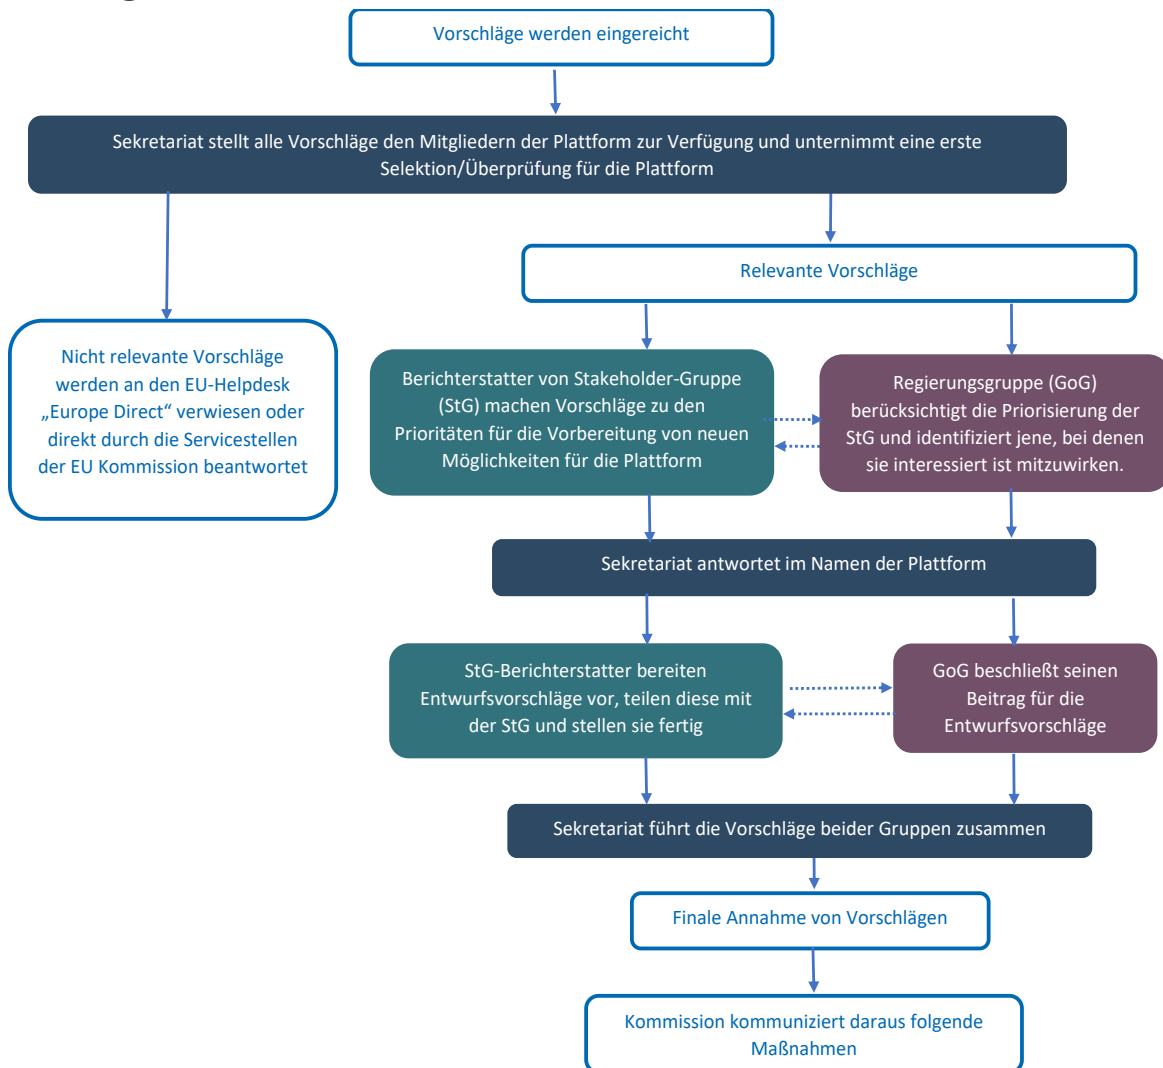 Vorschläge werden eingereicht
Sekretariat stellt alle Vorschläge den Mitgliedern der Plattform zur Verfügung und unternimmt eine erste
Selektion/Überprüfung für die Plattform
Relevante Vorschläge
Nicht relevante Vorschläge
werden an den EU-Helpdesk
„Europe Direct“ verwiesen oder
direkt durch die Servicestellen
der EU Kommission beantwortet
Berichterstatter von Stakeholder-Gruppe
(StG) machen Vorschläge zu den
Prioritäten für die Vorbereitung von neuen
Möglichkeiten für die Plattform
Regierungsgruppe (GoG)
berücksichtigt die Priorisierung der
StG und identifiziert jene, bei denen
sie interessiert ist mitzuwirken.
Sekretariat antwortet im Namen der Plattform
StG-Berichterstatter bereiten
Entwurfsvorschläge vor, teilen diese mit
der StG und stellen sie fertig
GoG beschließt seinen
Beitrag für die
Entwurfsvorschläge
Sekretariat führt die Vorschläge beider Gruppen zusammen
Finale Annahme von Vorschlägen
Kommission kommuniziert daraus folgende
Maßnahmen